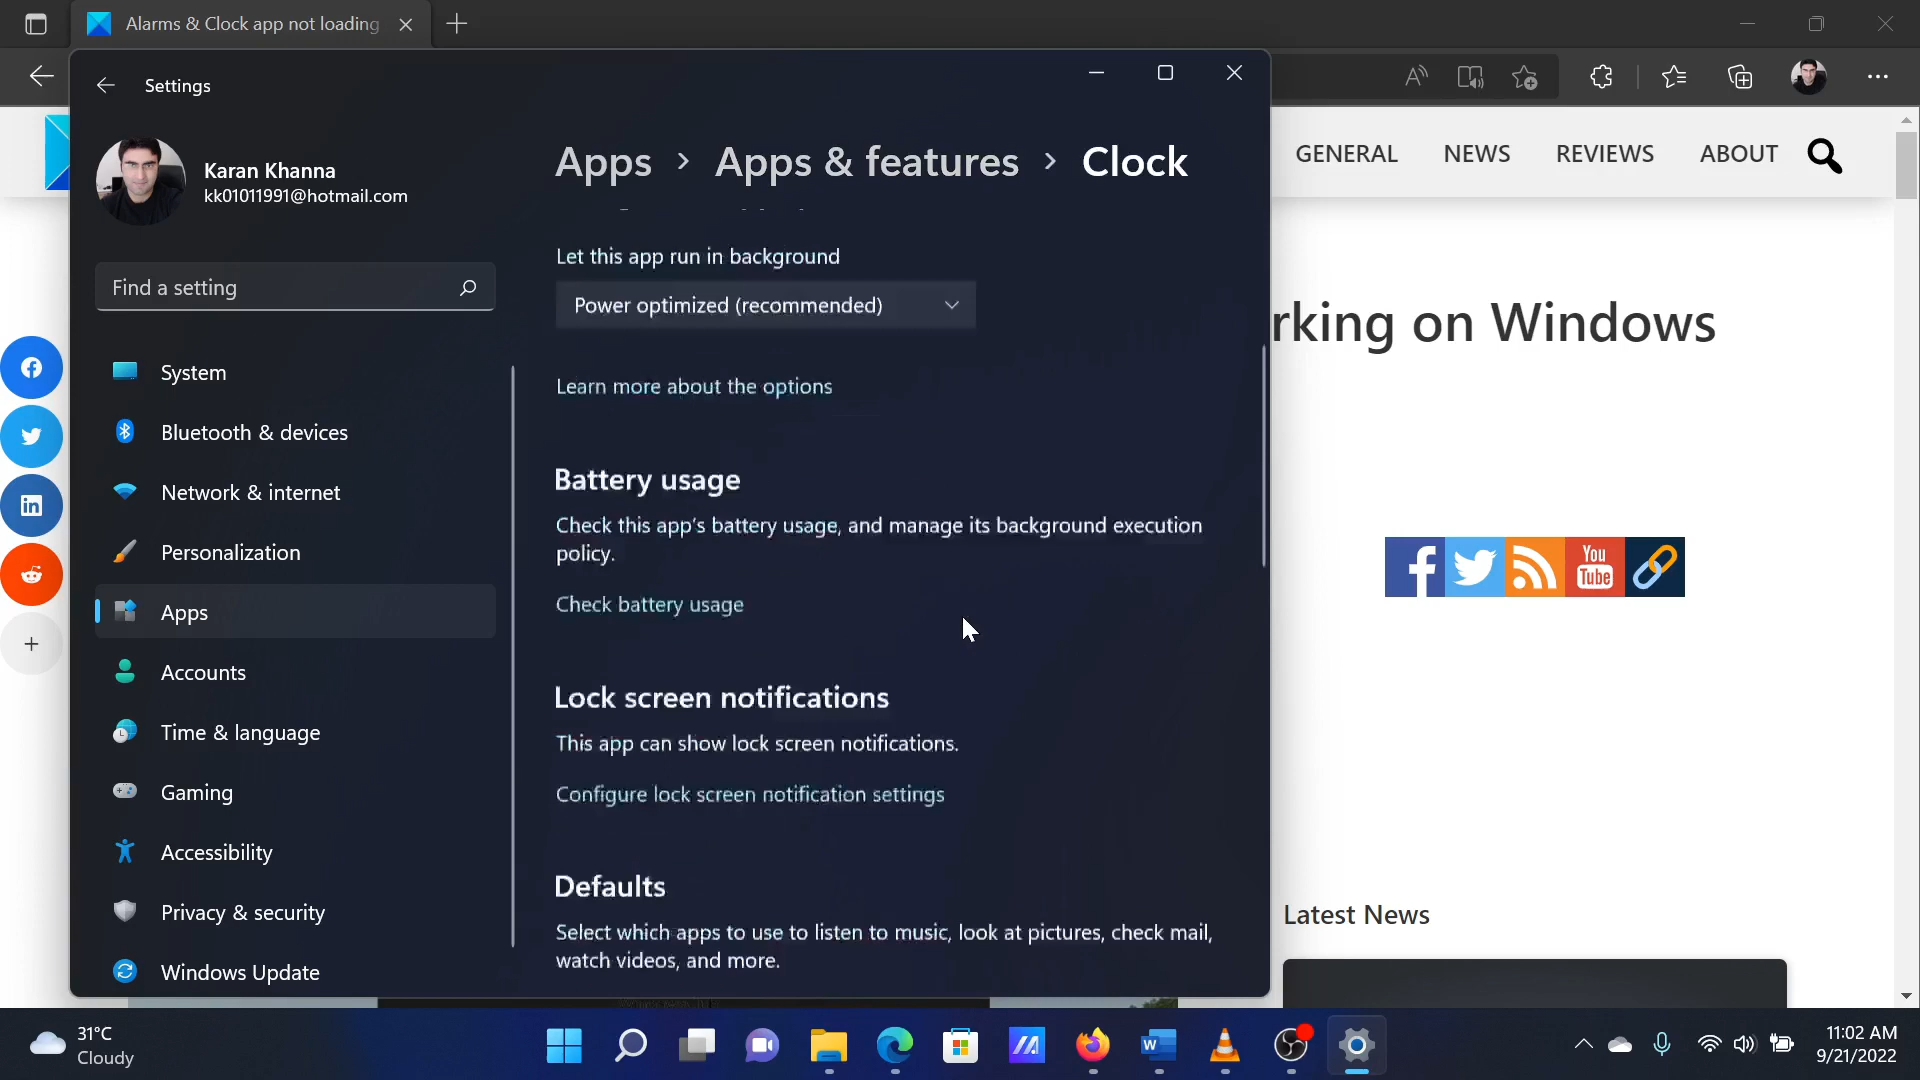 Alarms & Clock app not loading
Settings
Karan Khanna
kk01011991@hotmail.com
Find a setting
System
Bluetooth & devices
Network & internet
Personalization
Apps
Accounts
Time & language
Gaming
Accessibility
Privacy & security
Windows Update
Apps > Apps & features > Clock
Let this app run in background
Power optimized (recommended)
Learn more about the options
Battery usage
Check this app's battery usage, and manage its background execution
policy.
Check battery usage
Lock screen notifications
This app can show lock screen notifications.
Configure lock screen notification settings
Defaults
Select which apps to use to listen to music, look at pictures, check mail,
watch videos, and more.
GENERAL NEWS REVIEWS ABOUT
rking on Windows
You
Tube
Latest News
31°C
Cloudy
11:02 AM
9/21/2022